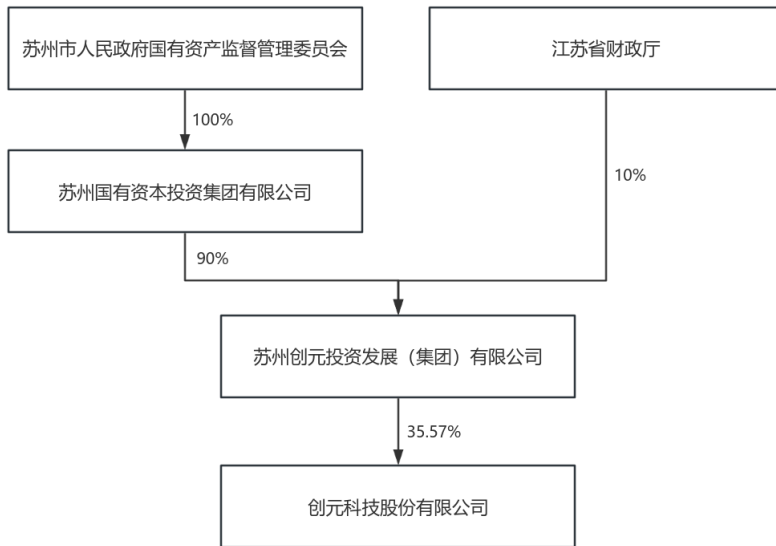 苏州市人民政府国有资产监督管理委员会
江苏省财政厅
100%
苏州国有资本投资集团有限公司
10%
90%
苏州创元投资发展（集团）有限公司
35.57%
创元科技股份有限公司